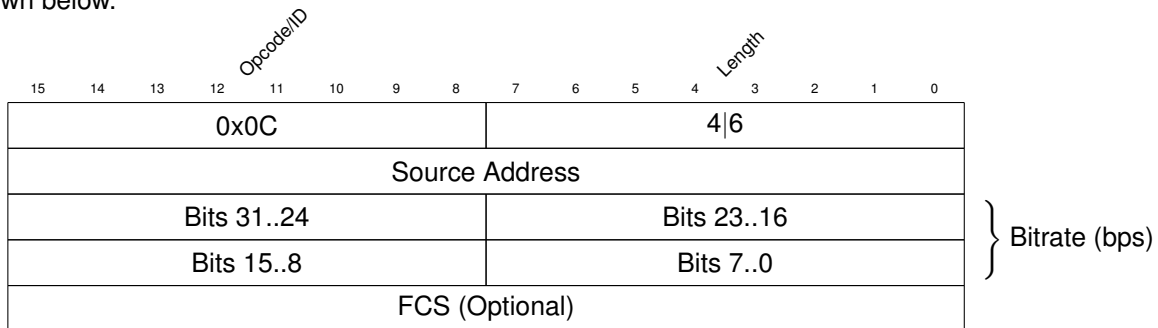 wn below.
Opcode/ID Length
15 14 13 12 11 10 9 8 7 6 5 4 3 2 1 0
0x0C 4|6
Source Address
Bits 31..24 Bits 23..16
Bitrate (bps)
Bits 15..8 Bits 7..0
FCS (Optional)